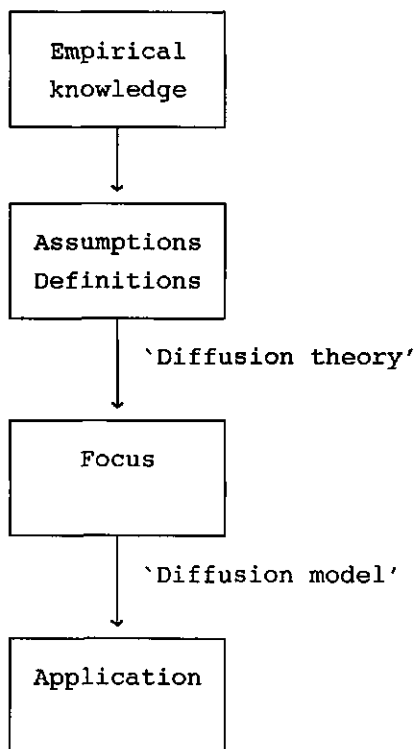 Empirical
knowledge
Assumptions
Definitions
`Diffusion theory'
Focus
`Diffusion model'
Application